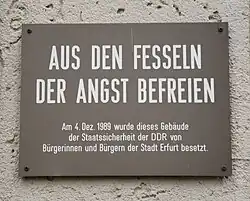 AUS DEN FESSELN
DER ANGST BEFREIEN
Am 4. Dez. 1989 wurde dieses Gebäude
der Staatssicherheit der DDR von
Bürgerinnen und Bürgern der Stadt Erfurt besetzt.